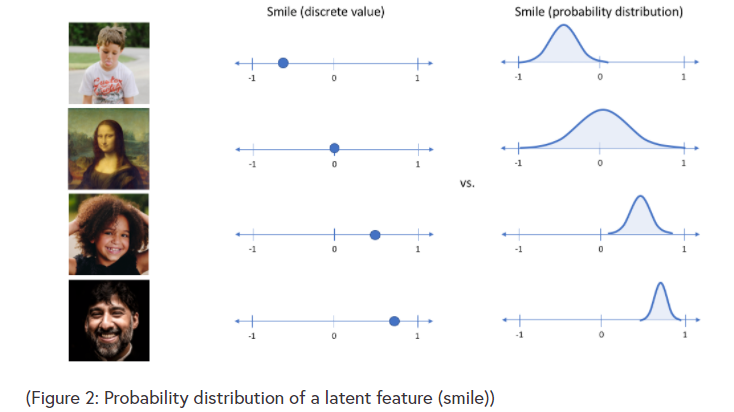 Smile (discrete value)
Smile (probability distribution)
-1 0 1
-1 0 1
-1 0 1
-1 0 1
vs.
-1 0 1
-1 0 1
-1 0 1
-1 0 1
(Figure 2: Probability distribution of a latent feature (smile))